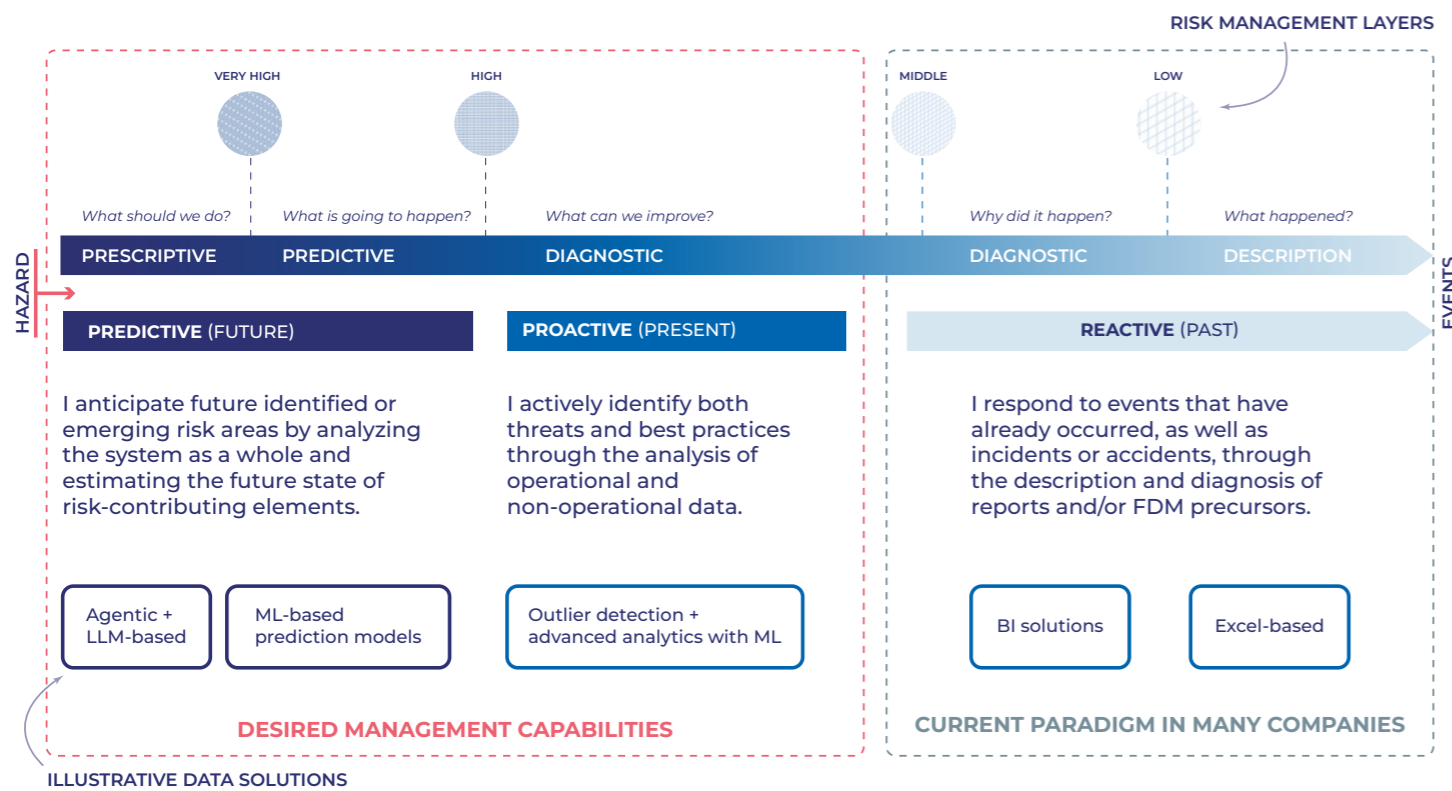 RISK MANAGEMENT LAYERS
VERY HIGH
HIGH
MIDDLE
LOW
What should we do?
What is going to happen?
What can we improve?
Why did it happen?
What happened?
HAZARD
PRESCRIPTIVE
PREDICTIVE
DIAGNOSTIC
DIAGNOSTIC
DESCRIPTION
EVENTS
PREDICTIVE (FUTURE)
PROACTIVE (PRESENT)
REACTIVE (PAST)
I anticipate future identified or
emerging risk areas by analyzing
the system as a whole and
estimating the future state of
risk-contributing elements.
I actively identify both
threats and best practices
through the analysis of
operational and
non-operational data.
I respond to events that have
already occurred, as well as
incidents or accidents, through
the description and diagnosis of
reports and/or FDM precursors.
Agentic +
LLM-based
ML-based
prediction models
Outlier detection +
advanced analytics with ML
BI solutions
Excel-based
DESIRED MANAGEMENT CAPABILITIES
CURRENT PARADIGM IN MANY COMPANIES
ILLUSTRATIVE DATA SOLUTIONS